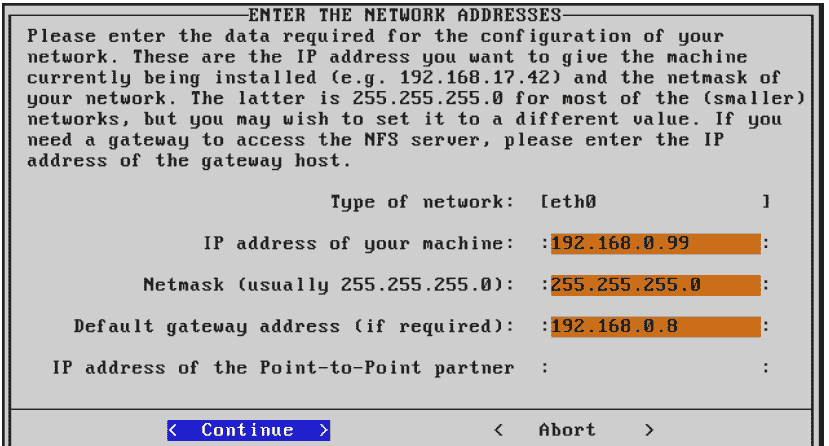 ENTER THE NETWORK ADDRESSES
Please enter the data required for the configuration of your
network. These are the IP address you want to give the machine
currently being installed (e.g. 192.168.17.42) and the netmask of
your network. The latter is 255.255.255.0 for most of the (smaller)
networks, but you may wish to set it to a different value. If you
need a gateway to access the NFS server, please enter the IP
address of the gateway host.
Type of network: [eth0 ]
IP address of your machine: :192.168.0.99 :
Netmask (usually 255.255.255.0): :255.255.255.0 :
Default gateway address (if required): :192.168.0.8 :
IP address of the Point-to-Point partner : :
< Continue > < Abort >